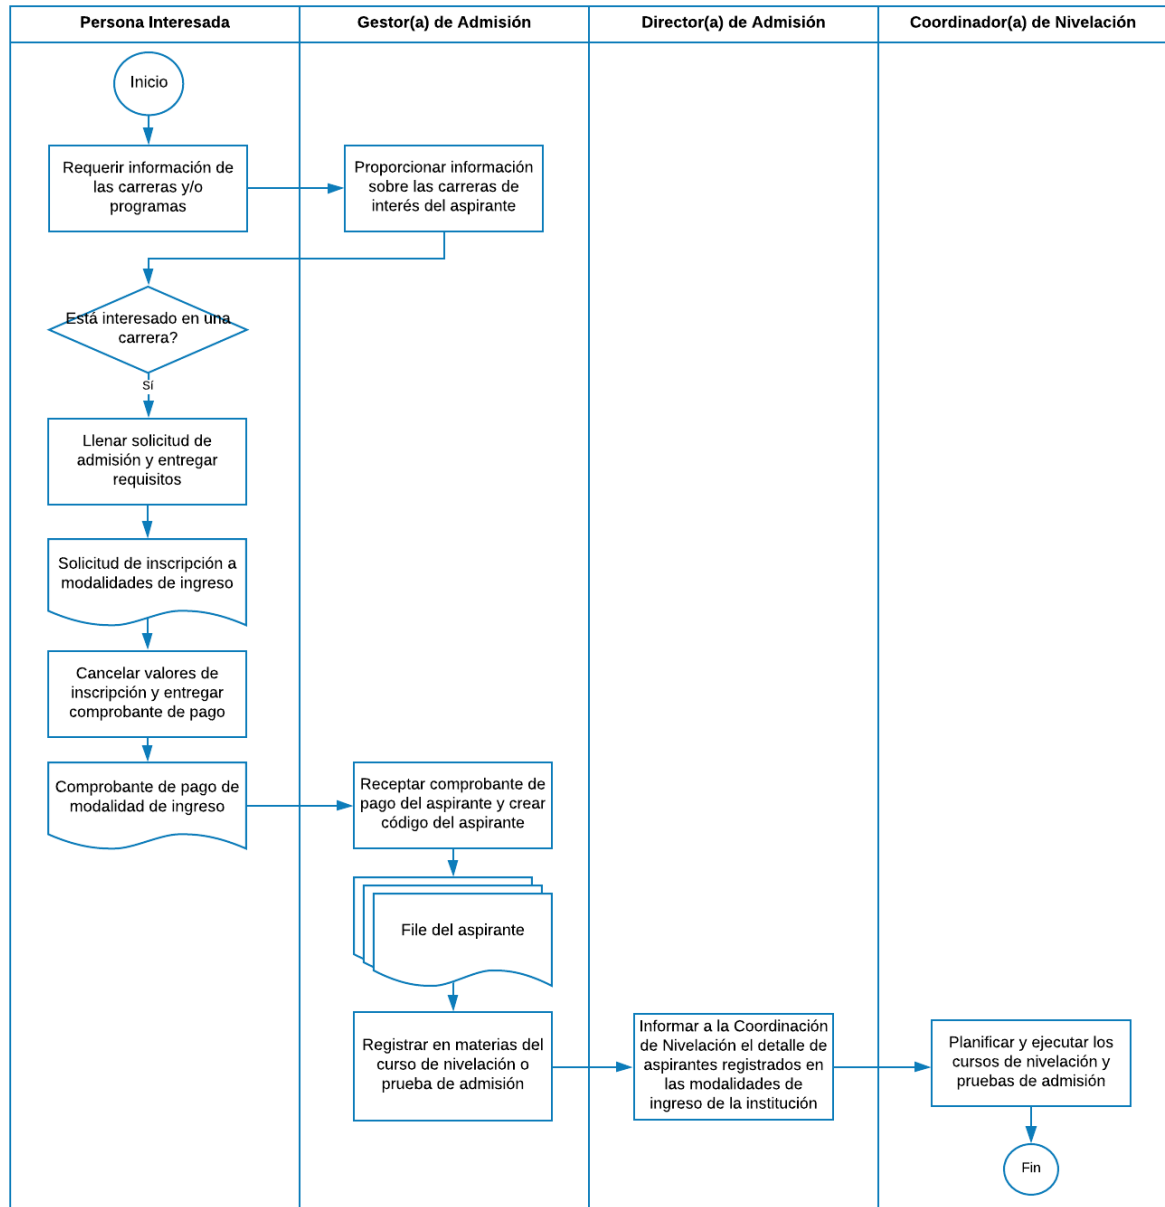 Persona Interesada
Gestor(a) de Admisión
Director(a) de Admisión
Coordinador(a) de Nivelación
Inicio
Requerir información de
las carreras y/o
programas
Proporcionar información
sobre las carreras de
interés del aspirante
Está interesado en una
carrera?
Sí
Llenar solicitud de
admisión y entregar
requisitos
Solicitud de inscripción a
modalidades de ingreso
Cancelar valores de
inscripción y entregar
comprobante de pago
Comprobante de pago de
modalidad de ingreso
Receptar comprobante de
pago del aspirante y crear
código del aspirante
File del aspirante
Registrar en materias del
curso de nivelación o
prueba de admisión
Informar a la Coordinación
de Nivelación el detalle de
aspirantes registrados en
las modalidades de
ingreso de la institución
Planificar y ejecutar los
cursos de nivelación y
pruebas de admisión
Fin